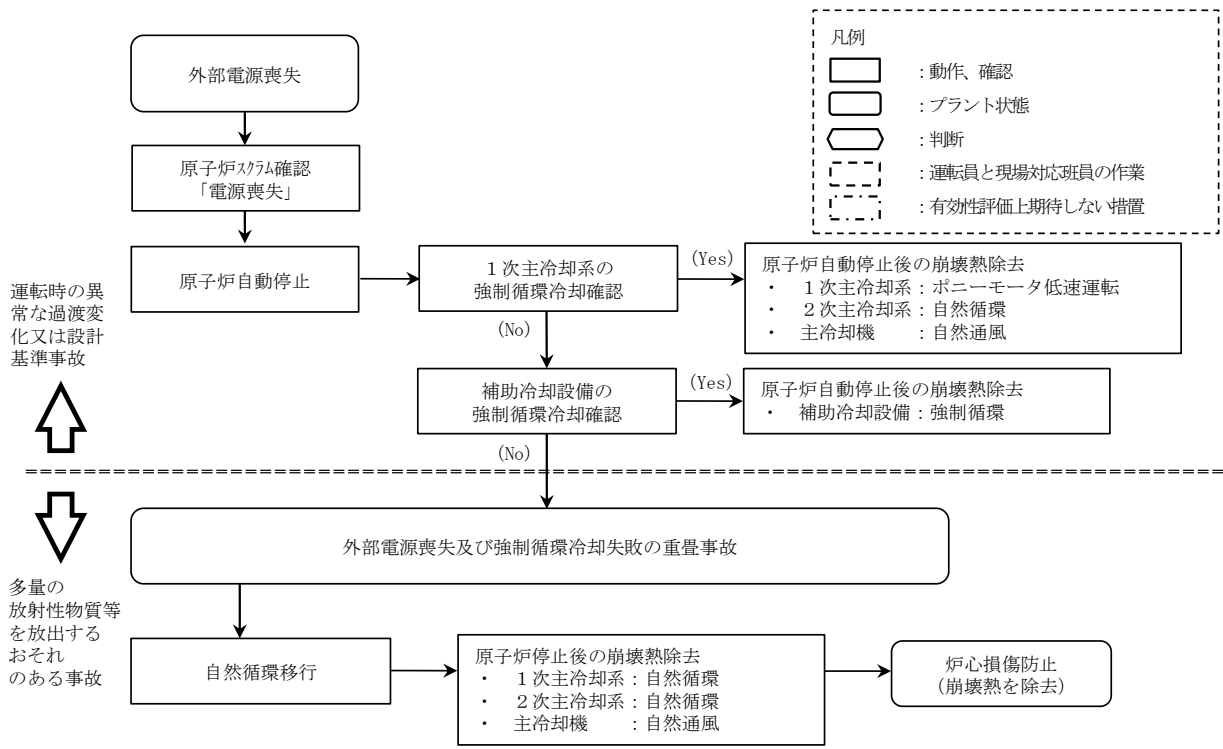 外部電源喪失
原子炉ｽｸﾗﾑ確認
「電源喪失」
原子炉自動停止
１次主冷却系の
強制循環冷却確認
(Yes)
原子炉自動停止後の崩壊熱除去
・ １次主冷却系：ポニーモータ低速運転
・ ２次主冷却系：自然循環
・ 主冷却機　　：自然通風
(No)
補助冷却設備の
強制循環冷却確認
(Yes)
原子炉自動停止後の崩壊熱除去
・ 補助冷却設備：強制循環
(No)
凡例
：動作、確認
：プラント状態
：判断
：運転員と現場対応班員の作業
：有効性評価上期待しない措置
運転時の異
常な過渡変
化又は設計
基準事故
多量の
放射性物質等
を放出する
おそれ
のある事故
外部電源喪失及び強制循環冷却失敗の重畳事故
自然循環移行
原子炉停止後の崩壊熱除去
・ １次主冷却系：自然循環
・ ２次主冷却系：自然循環
・ 主冷却機　　：自然通風
炉心損傷防止
(崩壊熱を除去)